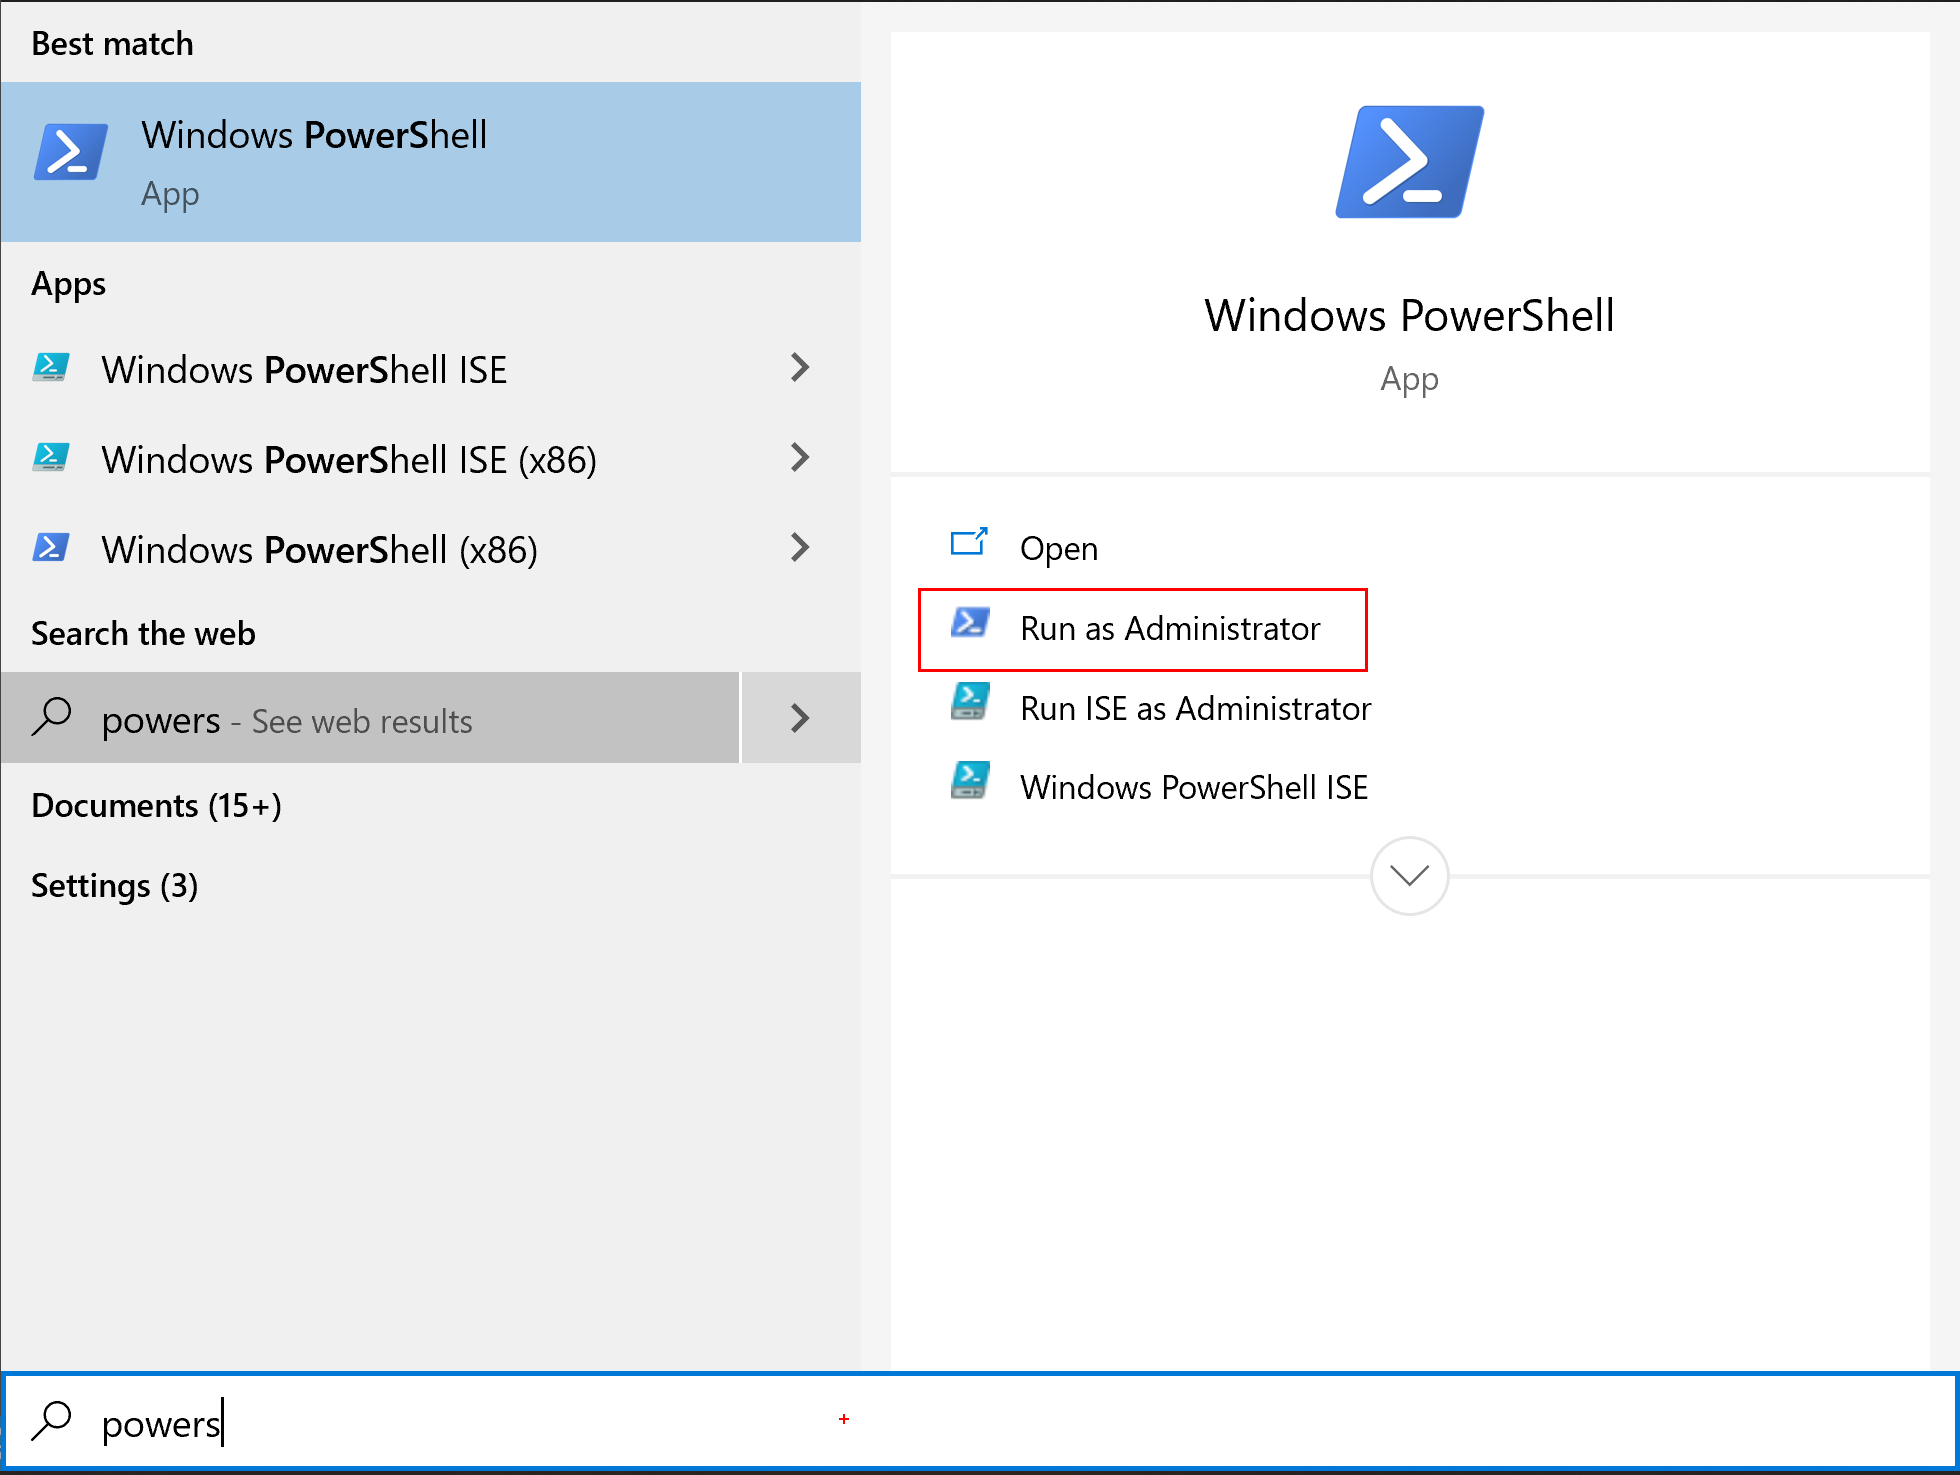 Best match
Windows PowerShell
App
Apps
Windows PowerShell ISE
Windows PowerShell ISE (x86)
Windows PowerShell (x86)
Search the web
powers - See web results
Documents (15+)
Settings (3)
Windows PowerShell
App
Open
Run as Administrator
Run ISE as Administrator
Windows PowerShell ISE
powers